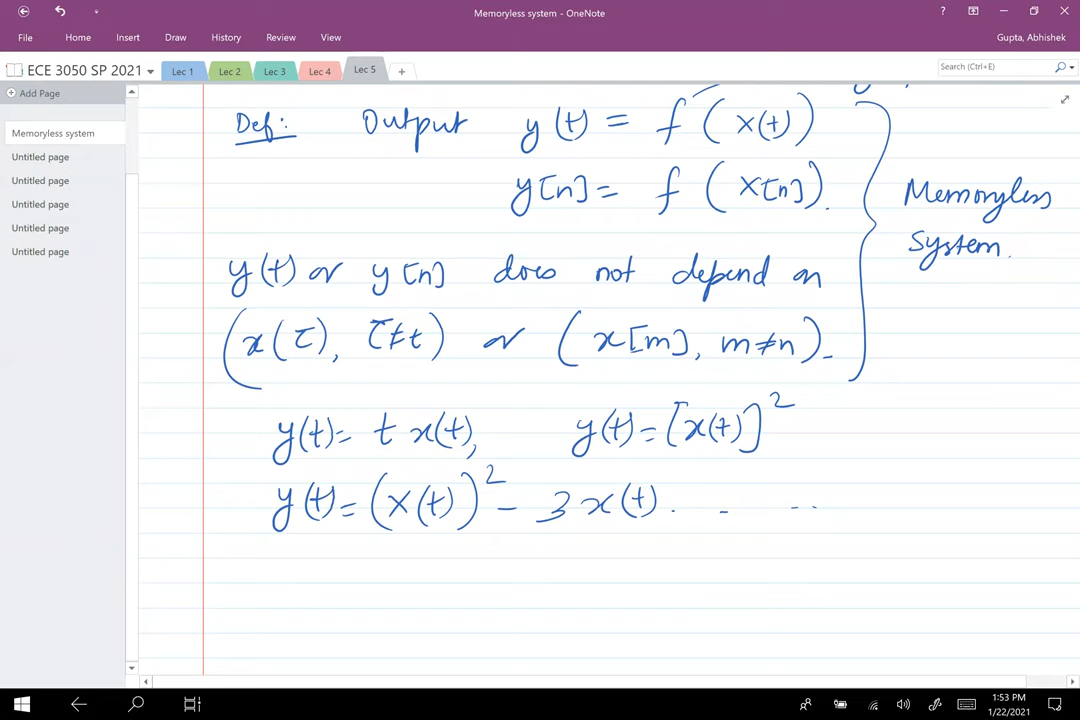 Memoryless system - OneNote
Gupta, Abhishek
File Home Insert Draw History Review View
ECE 3050 SP 2021 Lec 1 Lec 2 Lec 3 Lec 4 Lec 5
Search (Ctrl+E)
Add Page
Memoryless system
Untitled page
Untitled page
Untitled page
Untitled page
Untitled page
Def: Output y(t) = f(x(t))
y[n] = f(x[n]).
Memoryless
System.
y(t) or y[n] does not depend on
(x(τ), τ≠t) or (x[m], m≠n).
y(t) = t x(t), y(t) = [x(t)]²
y(t) = (x(t))² - 3x(t). . . .
1:53 PM
1/22/2021